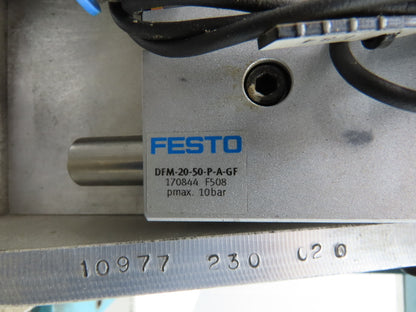 FESTO
DFM-20-50-P-A-GF
170844 F508
pmax. 10bar
10977 230 020